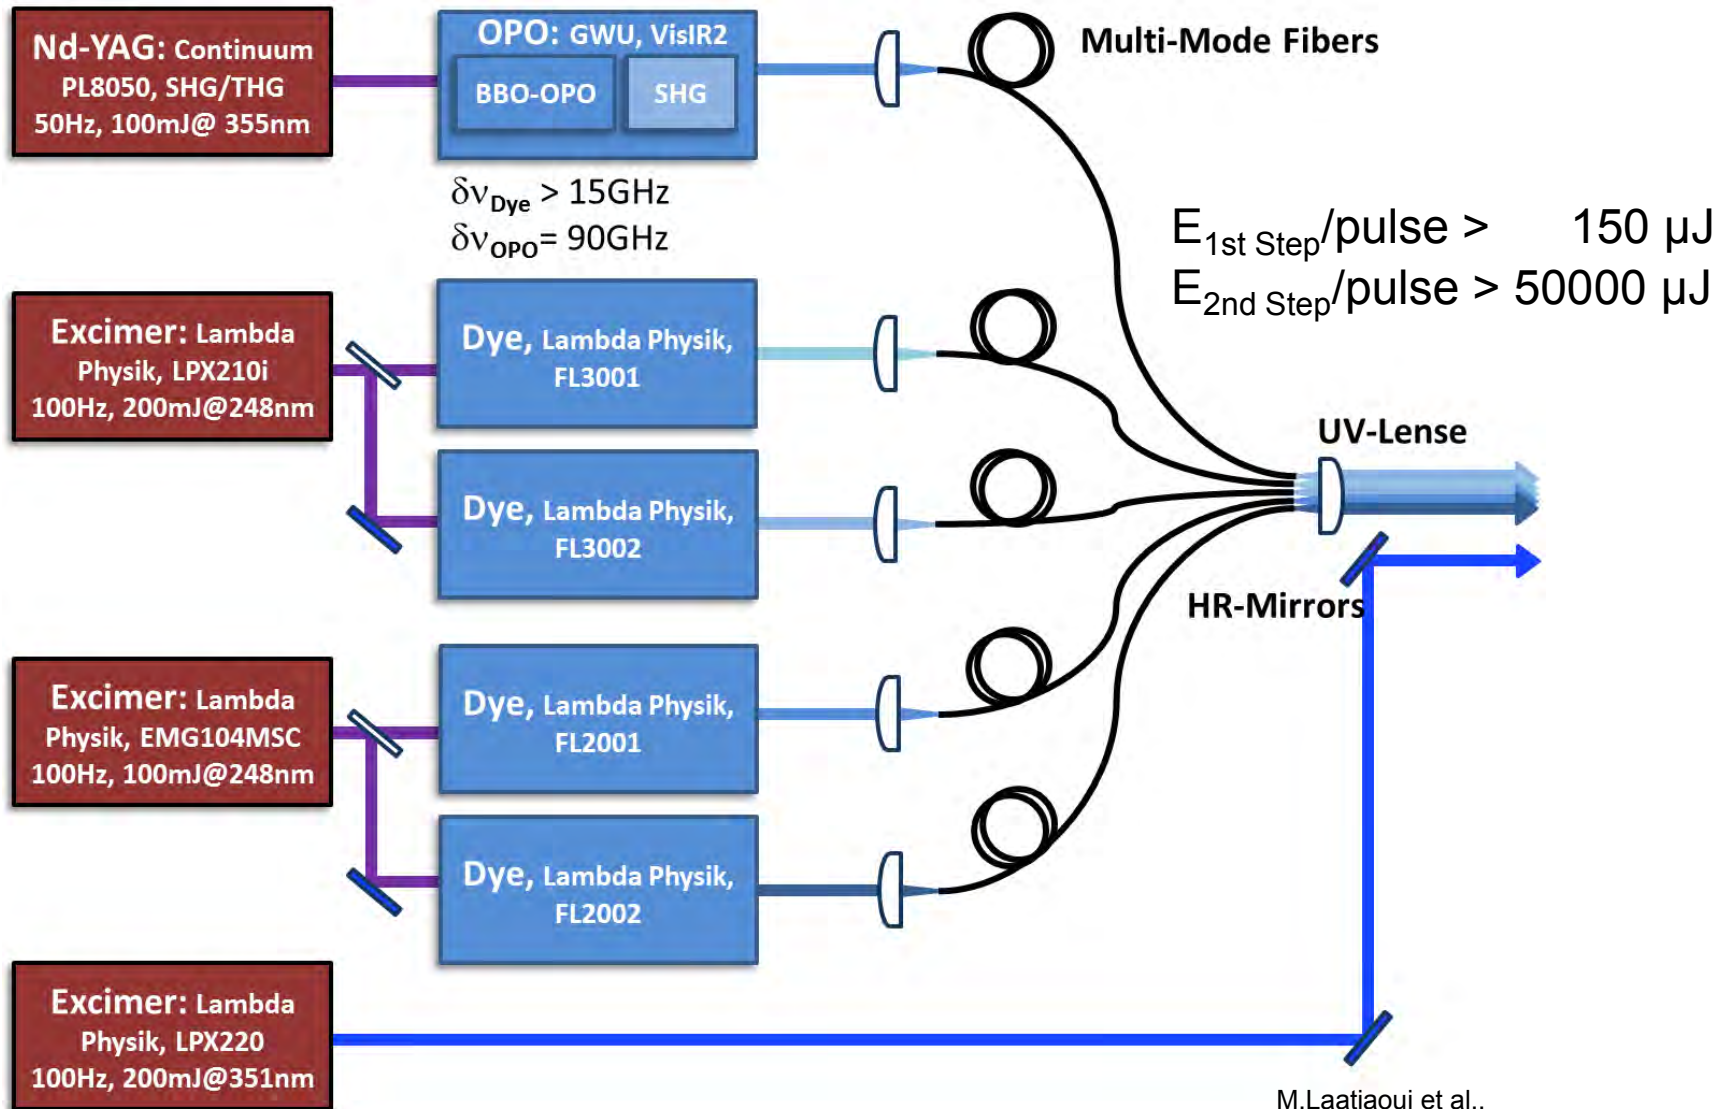 Nd-YAG: Continuum
PL8050, SHG/THG
50Hz, 100mJ@ 355nm
OPO: GWU, VisIR2
BBO-OPO
SHG
Multi-Mode Fibers
δνDye > 15GHz
δνOPO= 90GHz
E1st Step/pulse > 150 µJ
E2nd Step/pulse > 50000 µJ
Excimer: Lambda
Physik, LPX210i
100Hz, 200mJ@248nm
Dye, Lambda Physik,
FL3001
Dye, Lambda Physik,
FL3002
UV-Lense
HR-Mirrors
Excimer: Lambda
Physik, EMG104MSC
100Hz, 100mJ@248nm
Dye, Lambda Physik,
FL2001
Dye, Lambda Physik,
FL2002
Excimer: Lambda
Physik, LPX220
100Hz, 200mJ@351nm
M.Laatiaoui et al..